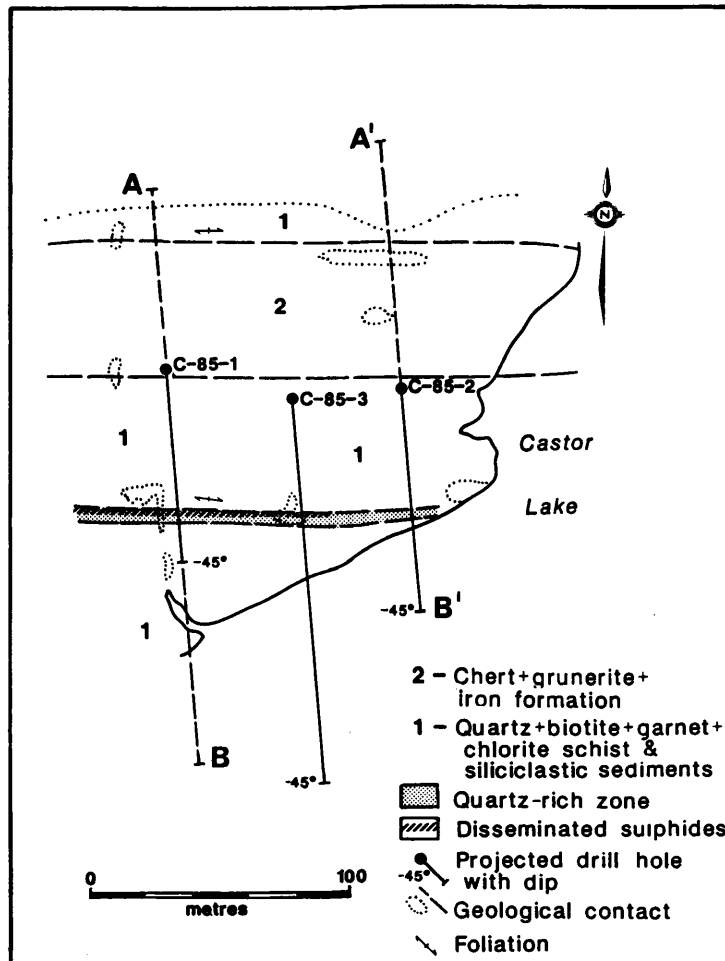 A'
A
N
1
2
C-85-1
C-85-2
C-85-3
1
1
Castor
Lake
-45°
-45°
B'
1
B
-45°
2 - Chert+grunerite+
iron formation
1 - Quartz+biotite+garnet+
chlorite schist &
siliciclastic sediments
Quartz-rich zone
Disseminated sulphides
Projected drill hole
-45° with dip
Geological contact
Foliation
0 100
metres